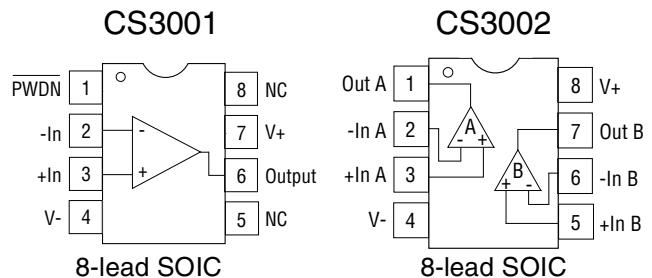 CS3001
PWDN 1 8 NC
-In 2 - 7 V+
+In 3 + 6 Output
V- 4 5 NC
8-lead SOIC
CS3002
Out A 1 8 V+
-In A 2 A - + 7 Out B
+In A 3 B + - 6 -In B
V- 4 5 +In B
8-lead SOIC